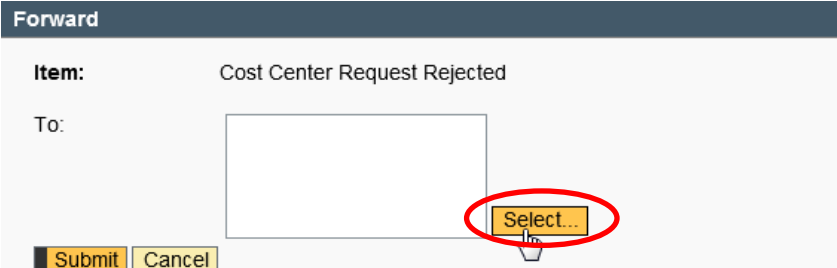 Forward
Item: Cost Center Request Rejected
To:
Select...
Submit Cancel